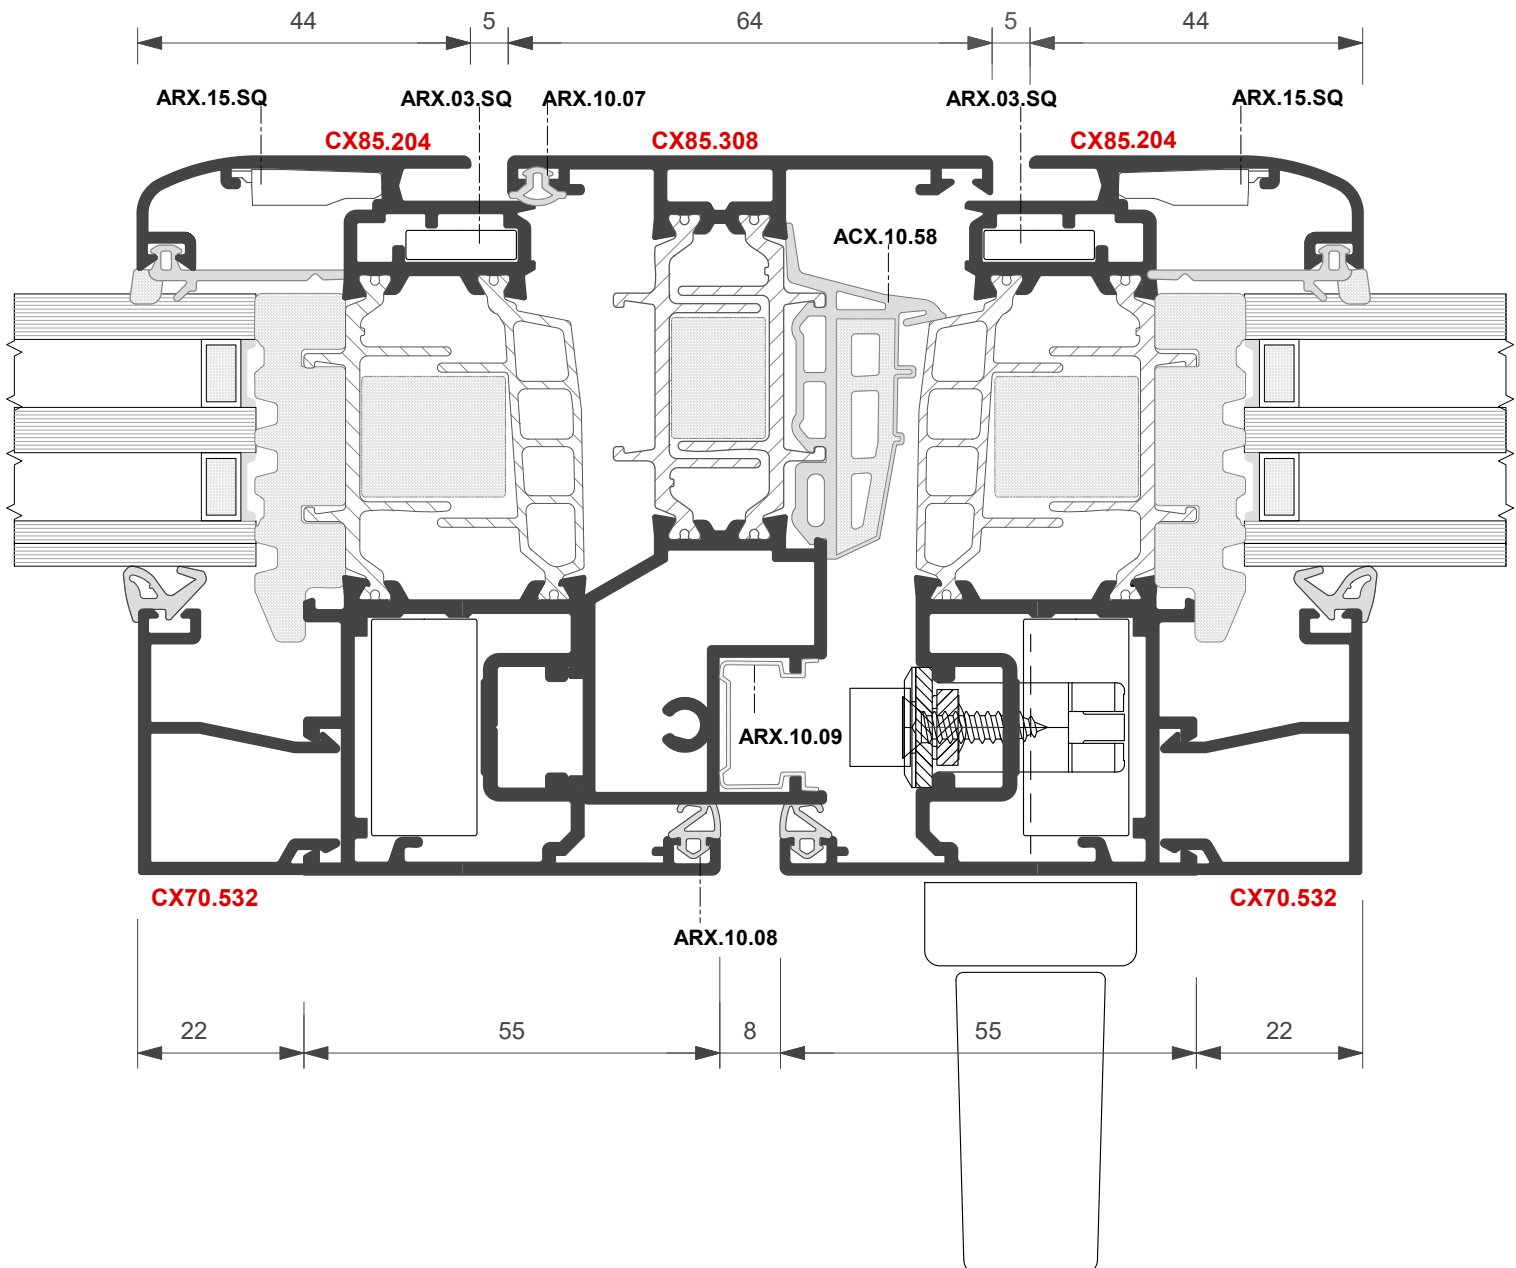 44 5 64 5 44
ARX.15.SQ ARX.03.SQ ARX.10.07 ARX.03.SQ ARX.15.SQ
CX85.204 CX85.308 CX85.204
ACX.10.58
ARX.10.09
CX70.532 CX70.532
ARX.10.08
22 55 8 55 22